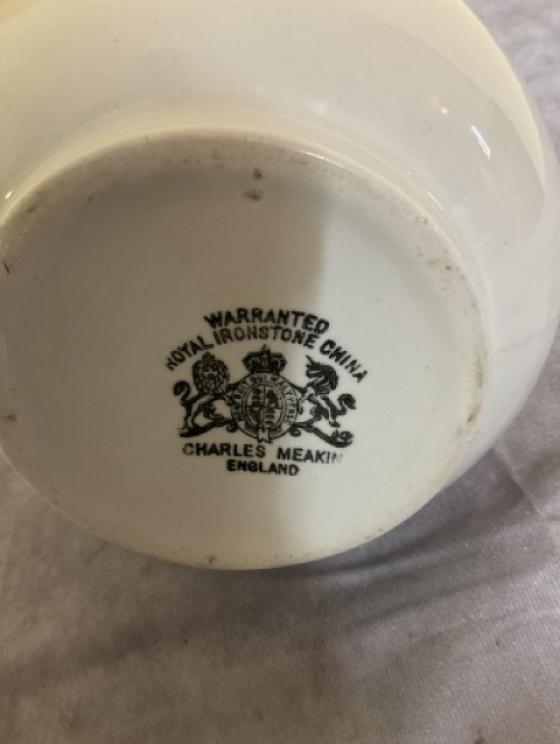 WARRANTED
ROYAL IRONSTONE CHINA
CHARLES MEAKIN
ENGLAND